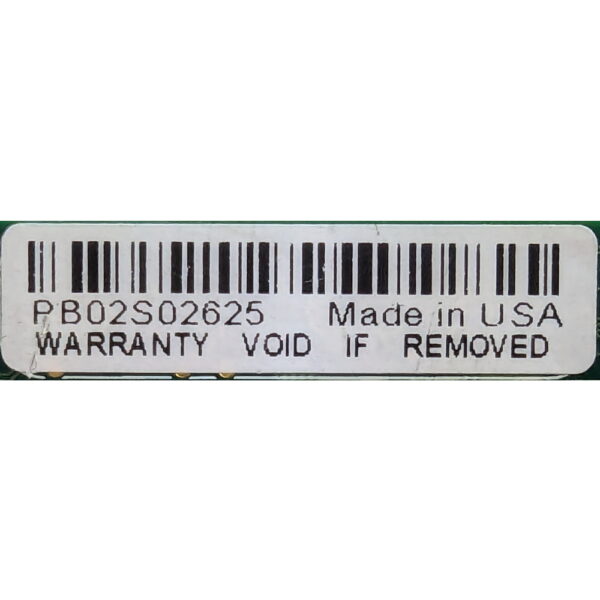 PB02S02625 Made in USA
WARRANTY VOID IF REMOVED